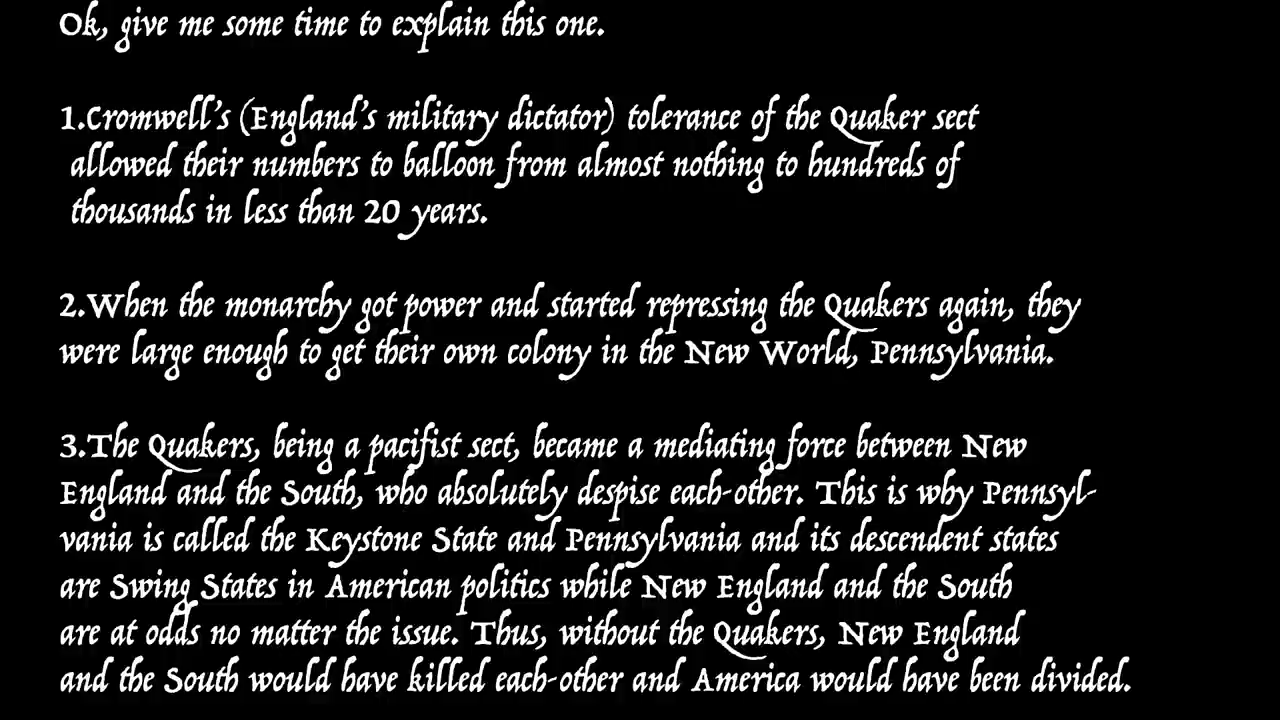 Ok, give me some time to explain this one.
1.Cromwell's (England's military dictator) tolerance of the Quaker sect
allowed their numbers to balloon from almost nothing to hundreds of
thousands in less than 20 years.
2.When the monarchy got power and started repressing the Quakers again, they
were large enough to get their own colony in the New World, Pennsylvania.
3.The Quakers, being a pacifist sect, became a mediating force between New
England and the South, who absolutely despise each-other. This is why Pennsyl-
vania is called the Keystone State and Pennsylvania and its descendent states
are Swing States in American politics while New England and the South
are at odds no matter the issue. Thus, without the Quakers, New England
and the South would have killed each-other and America would have been divided.